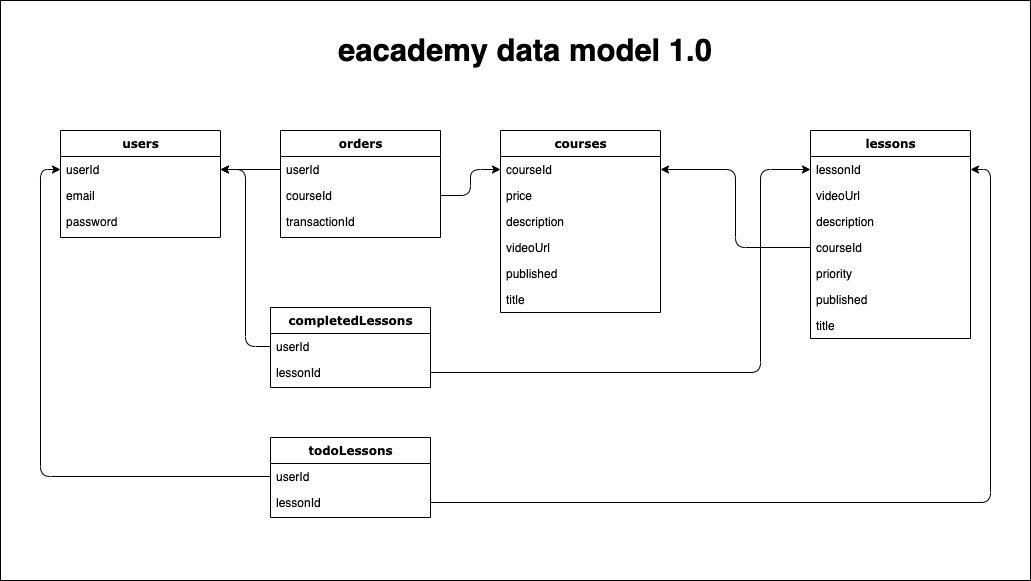 eacademy data model 1.0
users
userId
email
password
orders
userId
courseId
transactionId
courses
courseId
price
description
videoUrl
published
title
lessons
lessonId
videoUrl
description
courseId
priority
published
title
completedLessons
userId
lessonId
todoLessons
userId
lessonId